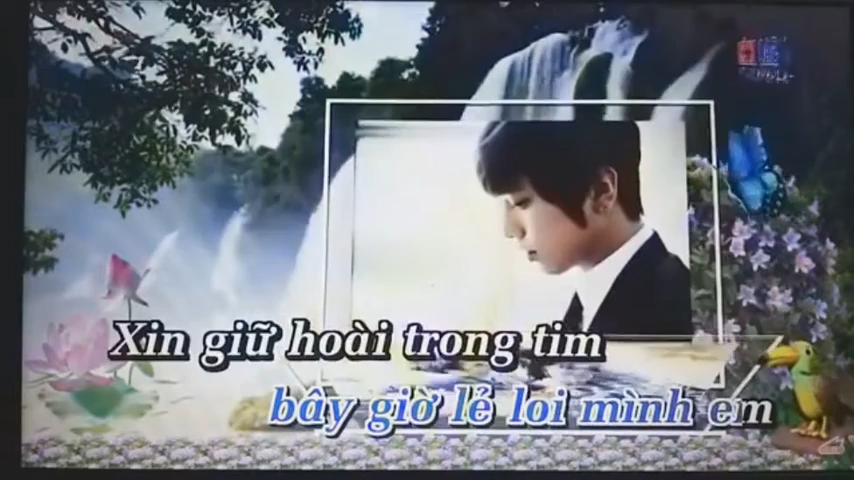 Xin giữ hoài trong tim
bây giờ lẻ loi mình em